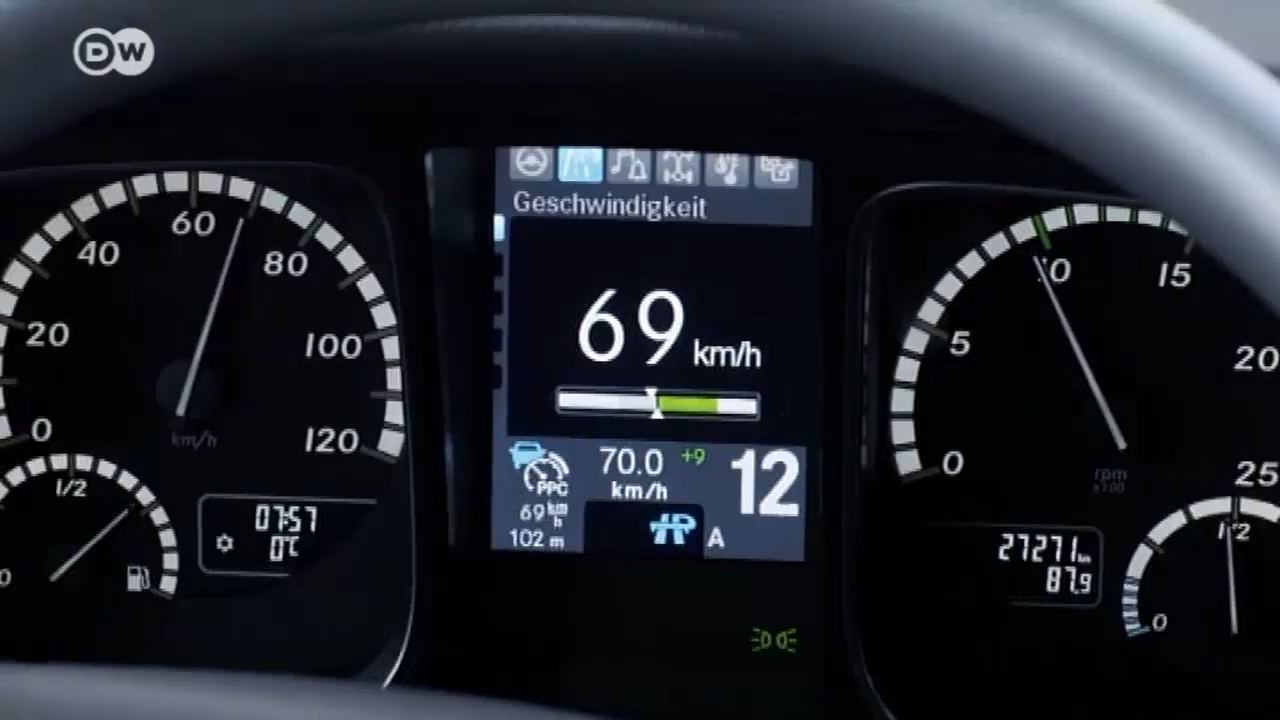 DW
Geschwindigkeit
69 km/h
PPC
70.0 +9
km/h
69 km/h
102 m
12
A
0
20
40
60
80
100
120
km/h
1/2
0
07:57
0°C
0
5
10
15
20
25
rpm
x100
27271 km
87.9
1/2
0